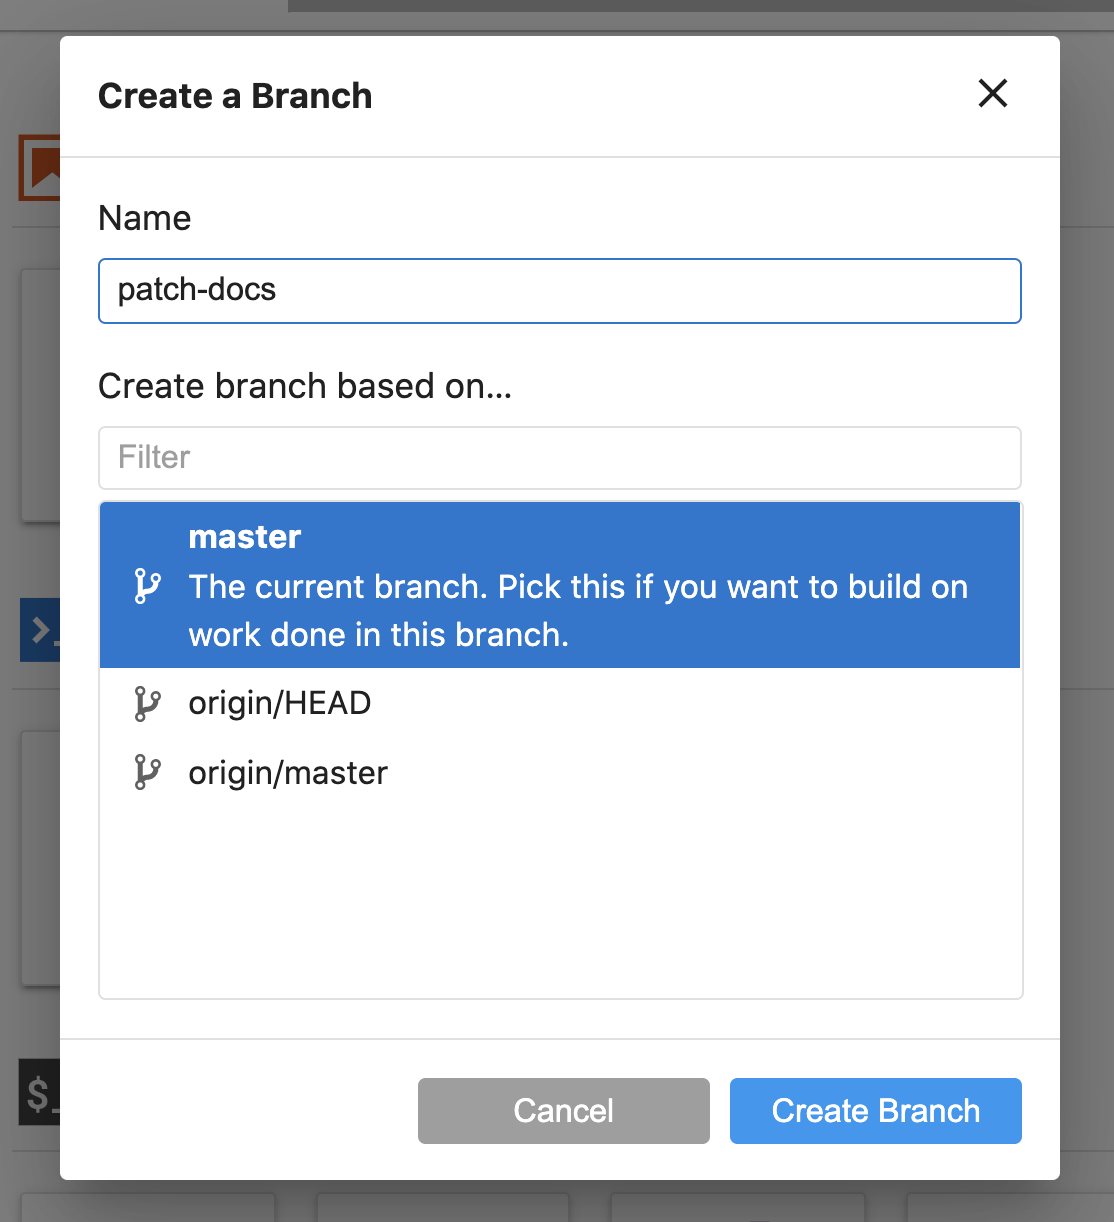 Create a Branch
Name
patch-docs
Create branch based on...
Filter
master
The current branch. Pick this if you want to build on
work done in this branch.
origin/HEAD
origin/master
$_
Cancel
Create Branch